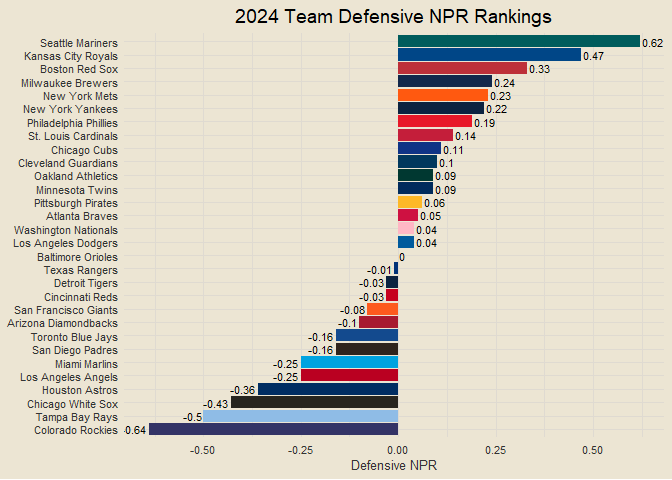 2024 Team Defensive NPR Rankings
Seattle Mariners 0.62
Kansas City Royals 0.47
Boston Red Sox 0.33
Milwaukee Brewers 0.24
New York Mets 0.23
New York Yankees 0.22
Philadelphia Phillies 0.19
St. Louis Cardinals 0.14
Chicago Cubs 0.11
Cleveland Guardians 0.1
Oakland Athletics 0.09
Minnesota Twins 0.09
Pittsburgh Pirates 0.06
Atlanta Braves 0.05
Washington Nationals 0.04
Los Angeles Dodgers 0.04
Baltimore Orioles 0
Texas Rangers -0.01
Detroit Tigers -0.03
Cincinnati Reds -0.03
San Francisco Giants -0.08
Arizona Diamondbacks -0.1
Toronto Blue Jays -0.16
San Diego Padres -0.16
Miami Marlins -0.25
Los Angeles Angels -0.25
Houston Astros -0.36
Chicago White Sox -0.43
Tampa Bay Rays -0.5
Colorado Rockies -0.64
-0.50 -0.25 0.00 0.25 0.50
Defensive NPR